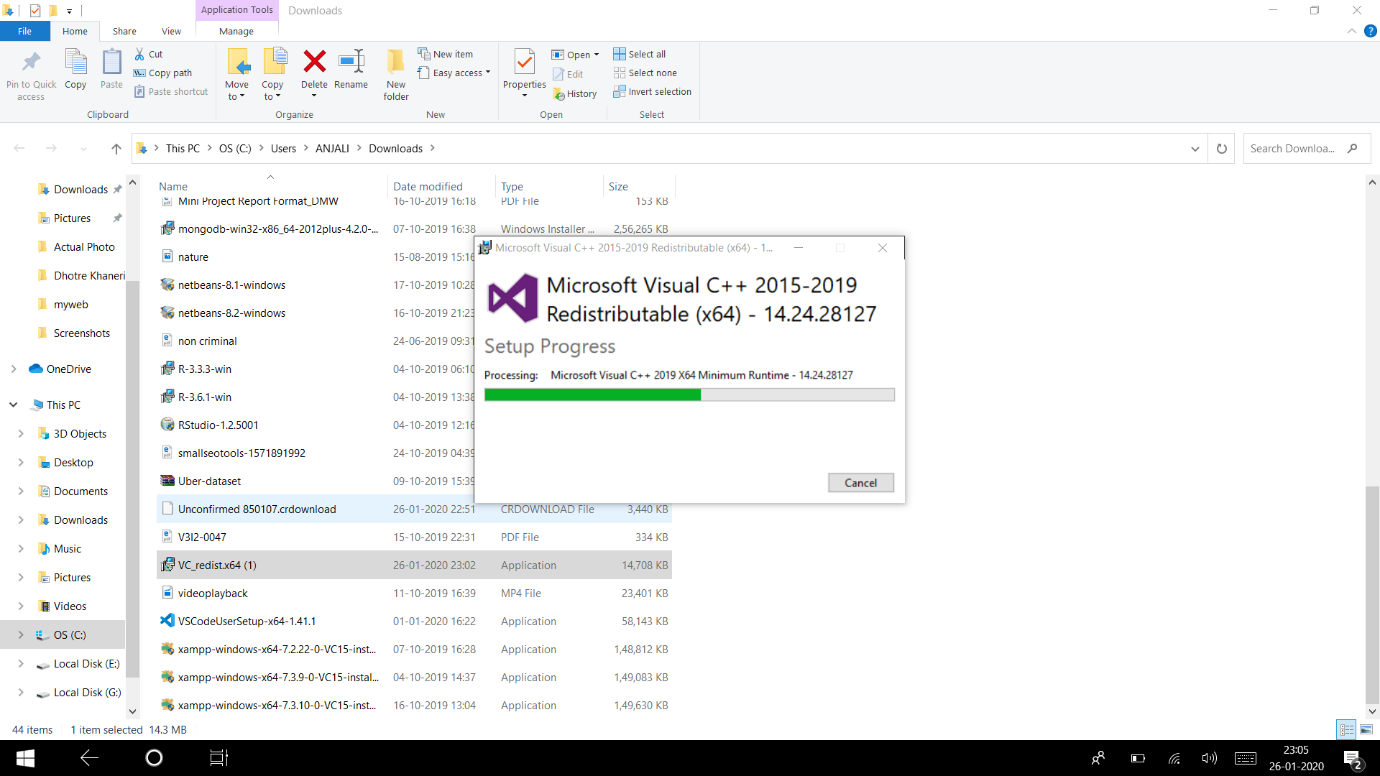 Application Tools
Downloads
File
Home
Share
View
Manage
Pin to Quick
access
Copy
Paste
Cut
Copy path
Paste shortcut
Clipboard
Move
to
Copy
to
Delete
Rename
Organize
New
folder
New item
Easy access
New
Properties
Open
Edit
History
Open
Select all
Select none
Invert selection
Select
This PC > OS (C:) > Users > ANJALI > Downloads >
Search Downloa...
Downloads
Pictures
Actual Photo
Dhotre Khaneri
myweb
Screenshots
OneDrive
This PC
3D Objects
Desktop
Documents
Downloads
Music
Pictures
Videos
OS (C:)
Local Disk (E:)
Local Disk (G:)
Name Date modified Type Size
Mini Project Report Format_DMW 16-10-2019 16:18 PDF File 153 KB
mongodb-win32-x86_64-2012plus-4.2.0-... 07-10-2019 16:38 Windows Installer ... 2,56,265 KB
nature 15-08-2019 15:16
netbeans-8.1-windows 17-10-2019 10:28
netbeans-8.2-windows 16-10-2019 21:23
non criminal 24-06-2019 09:31
R-3.3.3-win 04-10-2019 06:10
R-3.6.1-win 04-10-2019 13:38
RStudio-1.2.5001 04-10-2019 12:16
smallseotools-1571891992 24-10-2019 04:39
Uber-dataset 09-10-2019 15:39
Unconfirmed 850107.crdownload 26-01-2020 22:51 CRDOWNLOAD File 3,440 KB
V3I2-0047 15-10-2019 22:31 PDF File 334 KB
VC_redist.x64 (1) 26-01-2020 23:02 Application 14,708 KB
videoplayback 11-10-2019 16:39 MP4 File 23,401 KB
VSCodeUserSetup-x64-1.41.1 01-01-2020 16:22 Application 58,143 KB
xampp-windows-x64-7.2.22-0-VC15-inst... 07-10-2019 16:28 Application 1,48,812 KB
xampp-windows-x64-7.3.9-0-VC15-instal... 04-10-2019 14:37 Application 1,49,083 KB
xampp-windows-x64-7.3.10-0-VC15-inst... 16-10-2019 13:04 Application 1,49,630 KB
Microsoft Visual C++ 2015-2019 Redistributable (x64) - 1...
Microsoft Visual C++ 2015-2019
Redistributable (x64) - 14.24.28127
Setup Progress
Processing: Microsoft Visual C++ 2019 X64 Minimum Runtime - 14.24.28127
Cancel
44 items 1 item selected 14.3 MB
23:05
26-01-2020
2